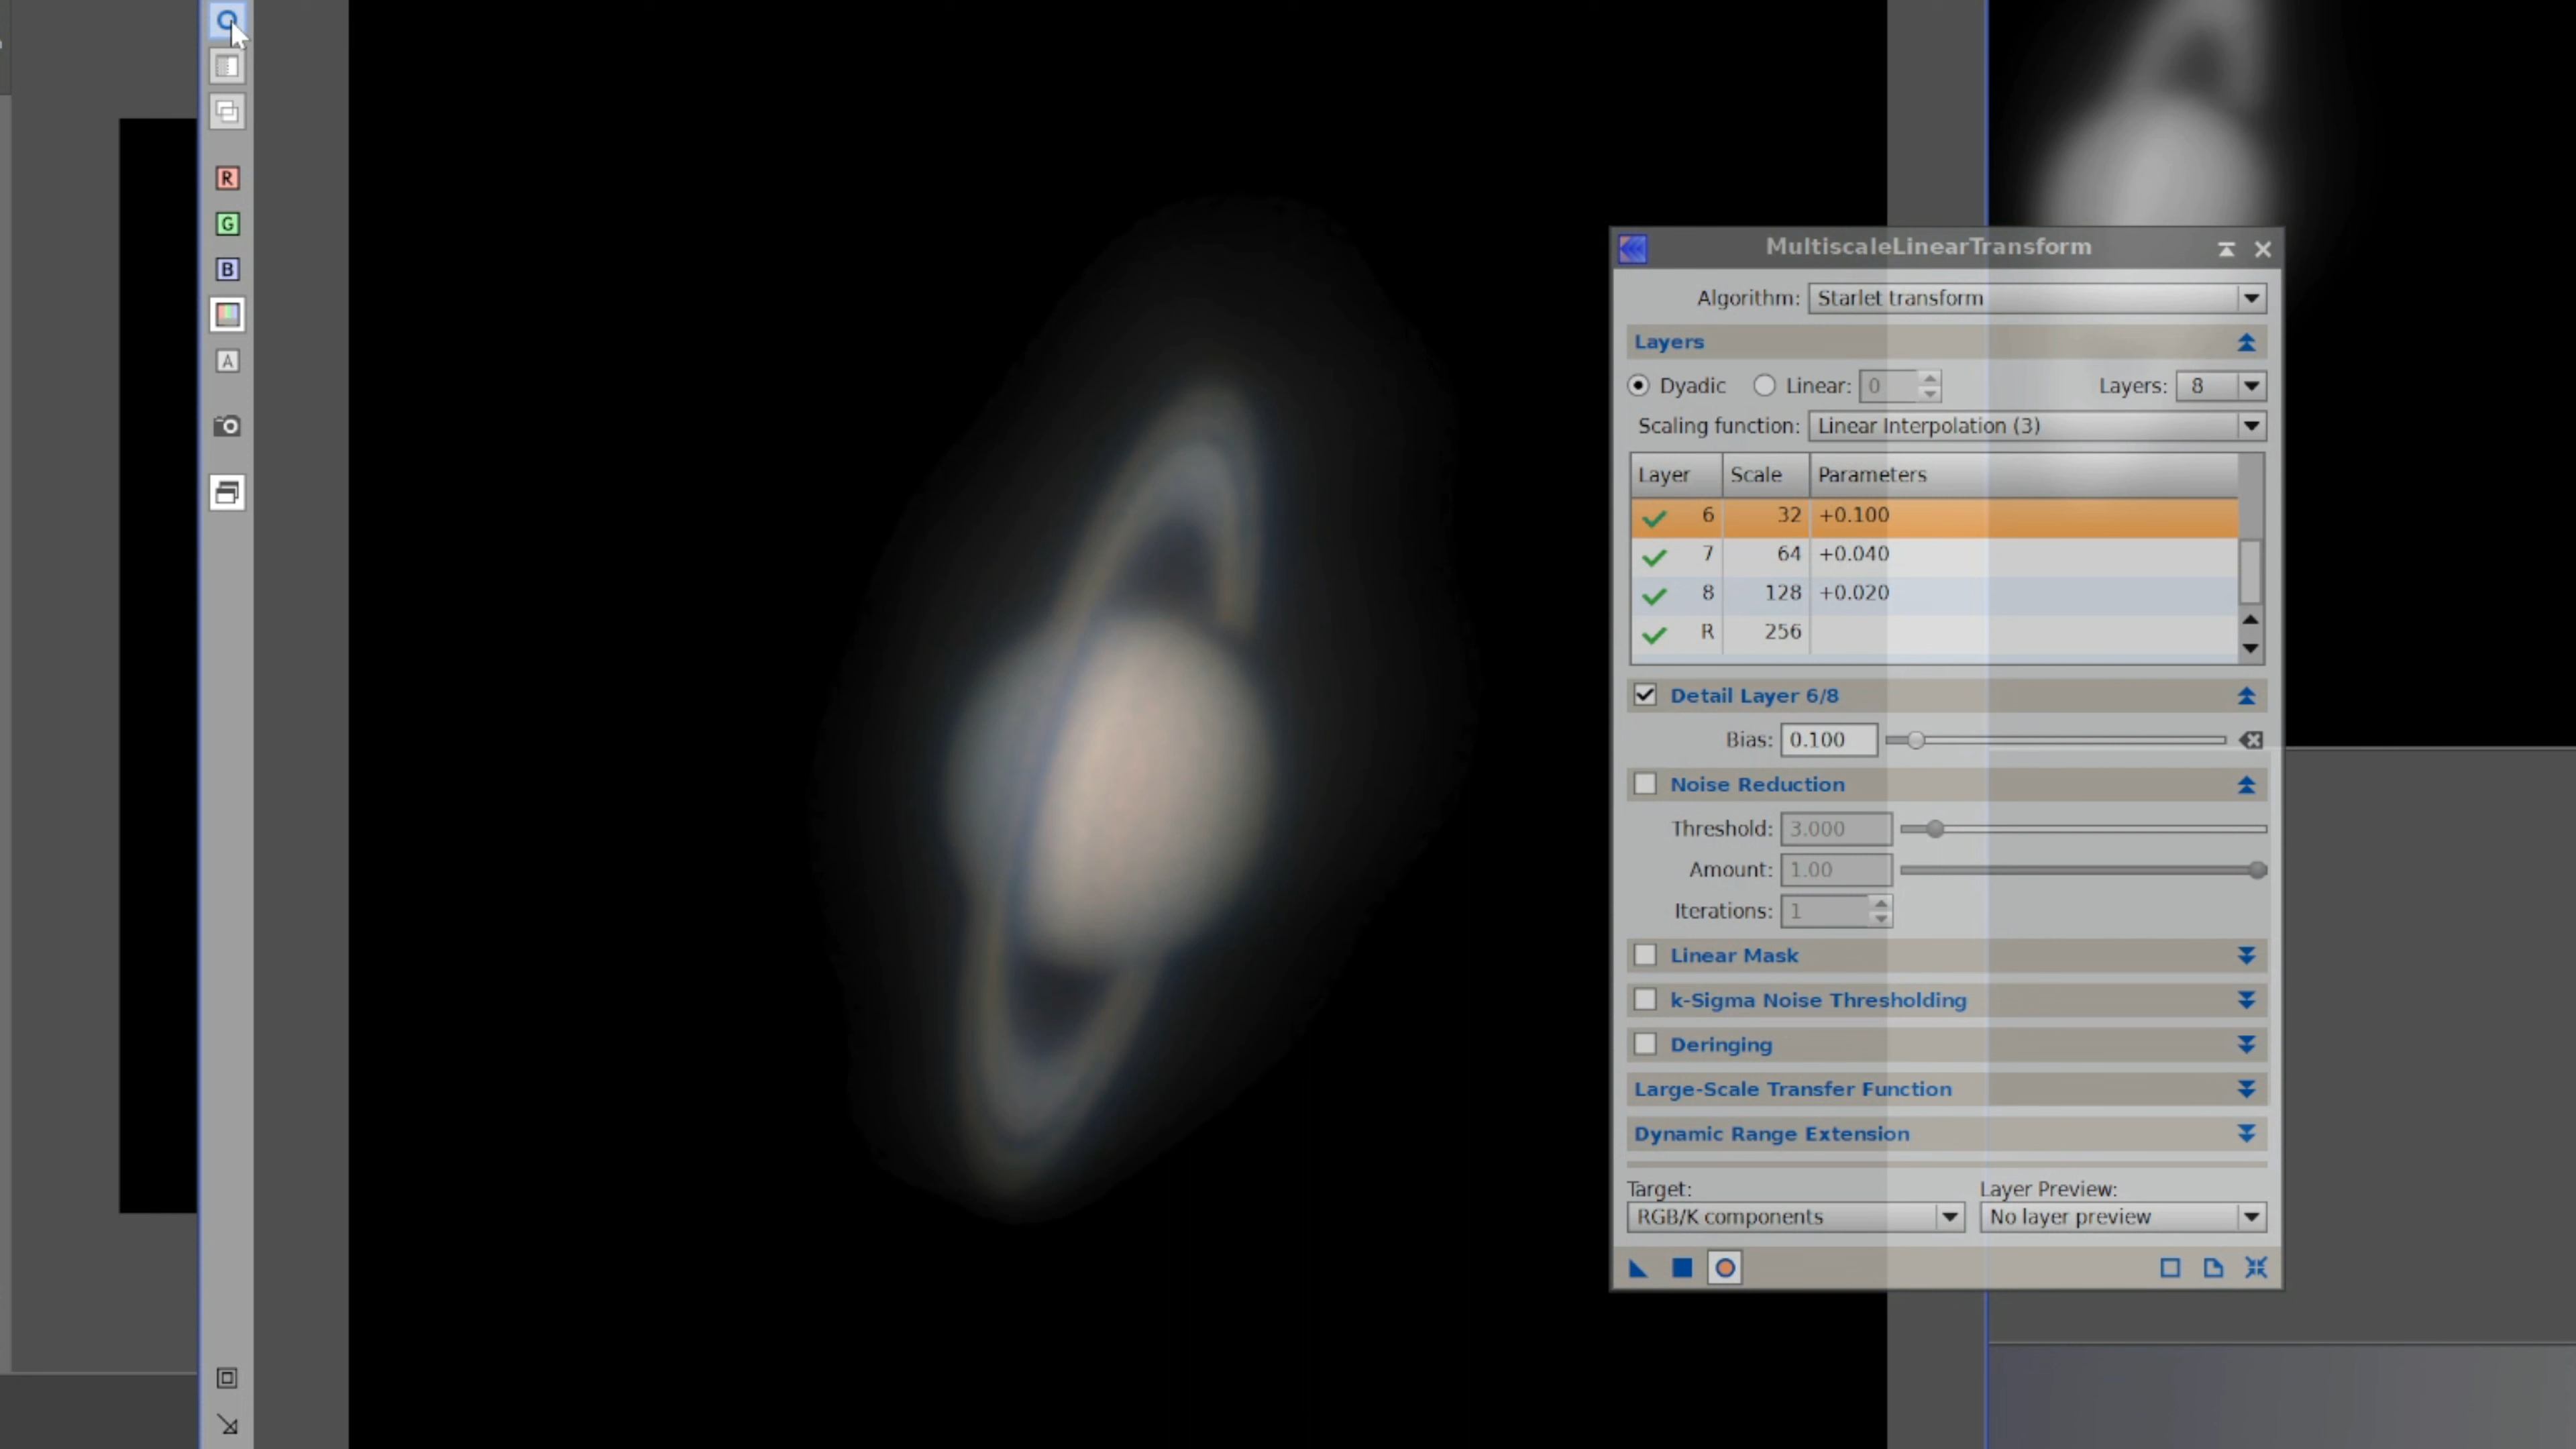 R
G
B
A
MultiscaleLinearTransform
Algorithm: Starlet transform
Layers
Dyadic Linear: 0 Layers: 8
Scaling function: Linear Interpolation (3)
Layer Scale Parameters
6 32 +0.100
7 64 +0.040
8 128 +0.020
R 256
Detail Layer 6/8
Bias: 0.100
Noise Reduction
Threshold: 3.000
Amount: 1.00
Iterations: 1
Linear Mask
k-Sigma Noise Thresholding
Deringing
Large-Scale Transfer Function
Dynamic Range Extension
Target: Layer Preview:
RGB/K components No layer preview